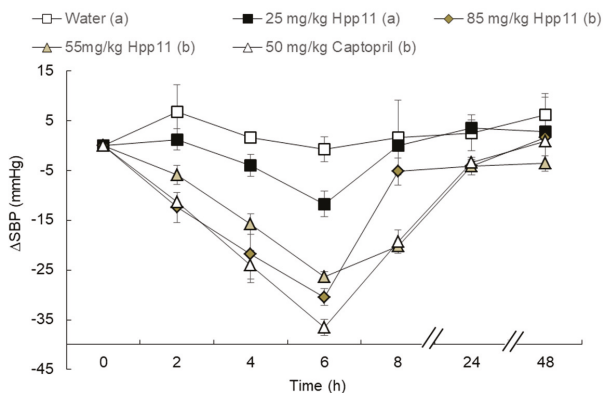 Water (a) 25 mg/kg Hpp11 (a) 85 mg/kg Hpp11 (b)
55mg/kg Hpp11 (b) 50 mg/kg Captopril (b)
15
5
-5
-15
-25
-35
-45
ΔSBP (mmHg)
0 2 4 6 8 24 48
Time (h)